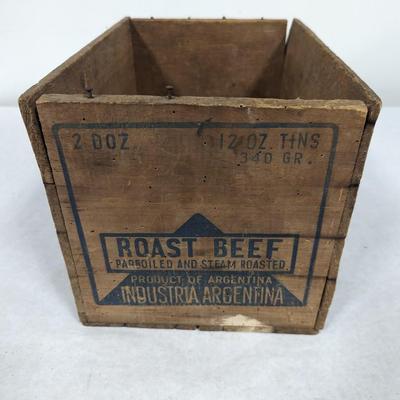 2 DOZ. 12 OZ. TINS
340 GR.
ROAST BEEF
PARBOILED AND STEAM ROASTED
PRODUCT OF ARGENTINA
INDUSTRIA ARGENTINA